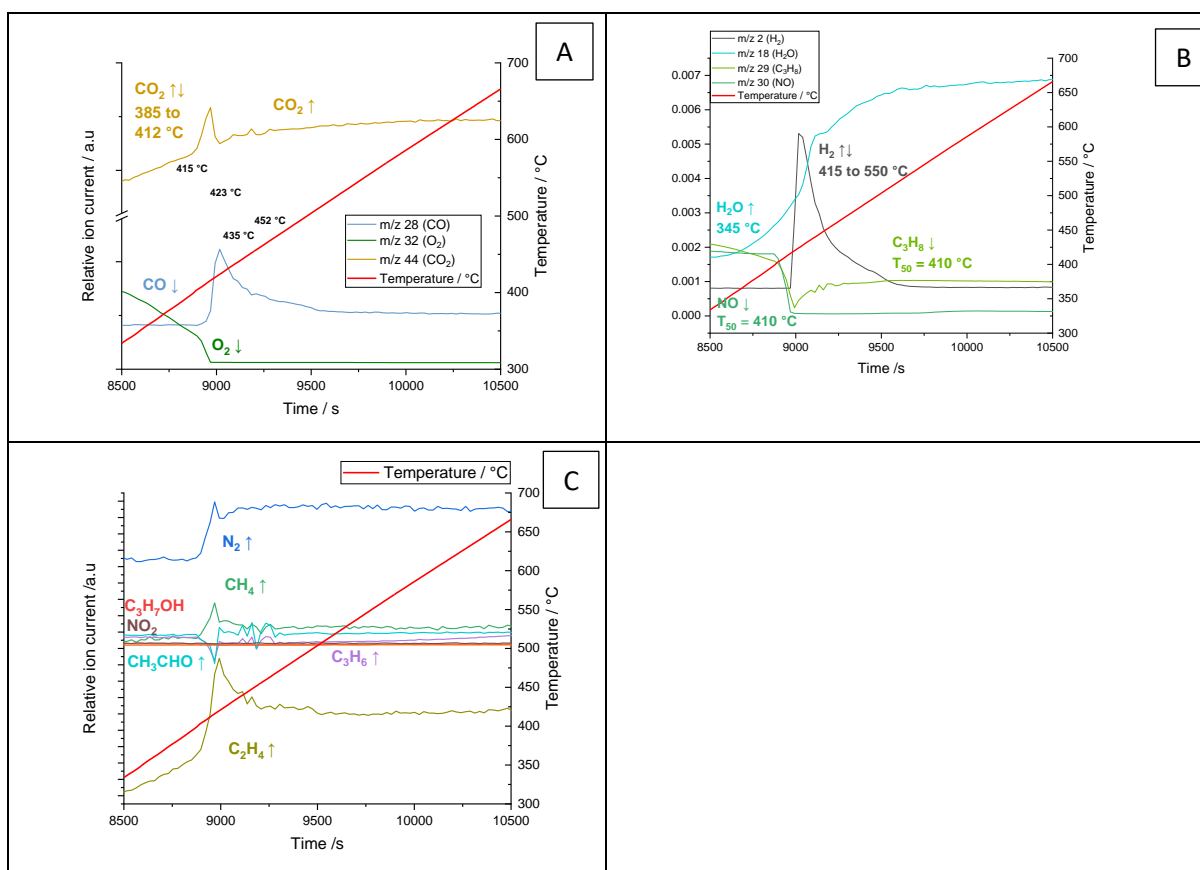 A
CO₂ ↑↓
385 to
412 °C
CO₂ ↑
415 °C
423 °C
435 °C
452 °C
CO ↓
O₂ ↓
m/z 28 (CO)
m/z 32 (O₂)
m/z 44 (CO₂)
Temperature / °C
Relative ion current / a.u
Temperature / °C
700
600
500
400
300
8500
9000
9500
10000
10500
Time / s
B
m/z 2 (H₂)
m/z 18 (H₂O)
m/z 29 (C₃H₈)
m/z 30 (NO)
Temperature / °C
0.007
0.006
0.005
0.004
0.003
0.002
0.001
0.000
H₂ ↑↓
415 to 550 °C
H₂O ↑
345 °C
C₃H₈ ↓
T₅₀ = 410 °C
NO ↓
T₅₀ = 410 °C
700
650
600
550
500
450
400
350
325
Temperature / °C
8500
9000
9500
10000
10500
Time /s
C
Temperature / °C
N₂ ↑
CH₄ ↑
C₃H₇OH
NO₂
CH₃CHO ↑
C₃H₆ ↑
C₂H₄ ↑
Relative ion current /a.u
700
650
600
550
500
450
400
350
300
Temperature / °C
8500
9000
9500
10000
10500
Time /s